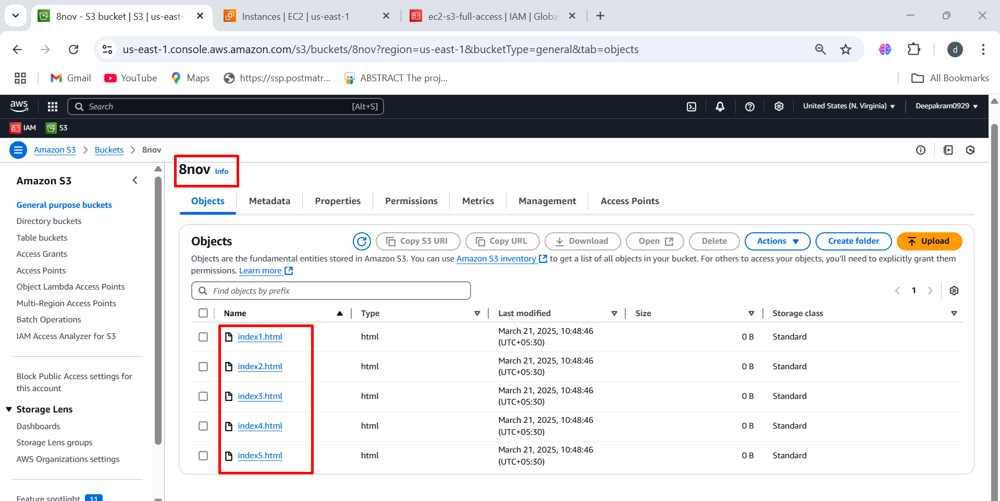 8nov - S3 bucket | S3 | us-east-
Instances | EC2 | us-east-1
ec2-s3-full-access | IAM | Globa
us-east-1.console.aws.amazon.com/s3/buckets/8nov?region=us-east-1&bucketType=general&tab=objects
d
Gmail
YouTube
Maps
https://ssp.postmatr...
ABSTRACT The proj...
All Bookmarks
aws
Search
[Alt+S]
United States (N. Virginia)
Deepakram0929
IAM
S3
Amazon S3
Buckets
8nov
Amazon S3
General purpose buckets
Directory buckets
Table buckets
Access Grants
Access Points
Object Lambda Access Points
Multi-Region Access Points
Batch Operations
IAM Access Analyzer for S3
Block Public Access settings for
this account
Storage Lens
Dashboards
Storage Lens groups
AWS Organizations settings
Feature spotlight 11
8nov Info
Objects
Metadata
Properties
Permissions
Metrics
Management
Access Points
Objects
Copy S3 URI
Copy URL
Download
Open
Delete
Actions
Create folder
Upload
Objects are the fundamental entities stored in Amazon S3. You can use Amazon S3 inventory to get a list of all objects in your bucket. For others to access your objects, you’ll need to explicitly grant them
permissions. Learn more
Find objects by prefix
1
Name
Type
Last modified
Size
Storage class
index1.html
html
March 21, 2025, 10:48:46
(UTC+05:30)
0 B
Standard
index2.html
html
March 21, 2025, 10:48:46
(UTC+05:30)
0 B
Standard
index3.html
html
March 21, 2025, 10:48:46
(UTC+05:30)
0 B
Standard
index4.html
html
March 21, 2025, 10:48:46
(UTC+05:30)
0 B
Standard
index5.html
html
March 21, 2025, 10:48:46
(UTC+05:30)
0 B
Standard